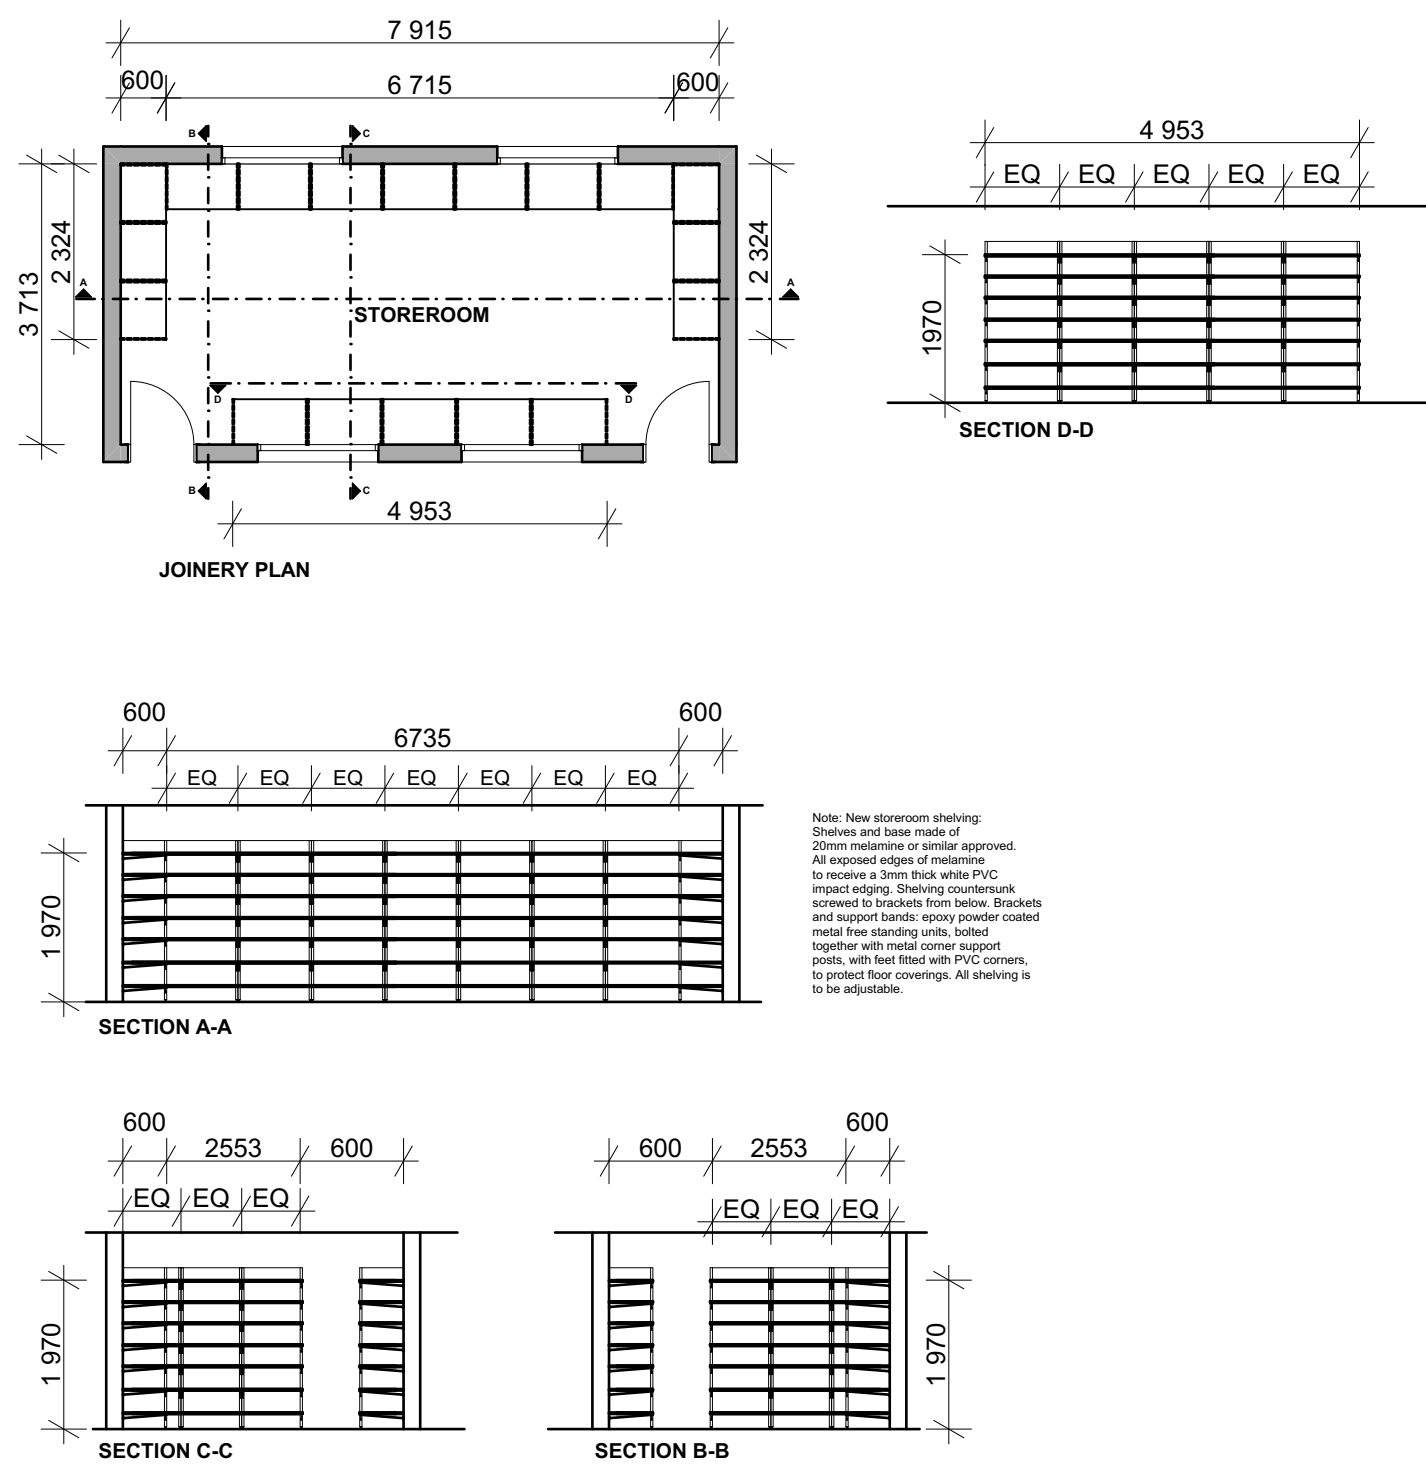 7 915
600
6 715
600
B
C
2 324
3 713
2 324
A
A
STOREROOM
D
D
B
C
4 953
JOINERY PLAN
4 953
EQ EQ EQ EQ EQ
1970
SECTION D-D
600
6735
600
EQ EQ EQ EQ EQ EQ EQ
1 970
SECTION A-A
Note: New storeroom shelving:
Shelves and base made of
20mm melamine or similar approved.
All exposed edges of melamine
to receive a 3mm thick white PVC
impact edging. Shelving countersunk
screwed to brackets from below. Brackets
and support bands: epoxy powder coated
metal free standing units, bolted
together with metal corner support
posts, with feet fitted with PVC corners,
to protect floor coverings. All shelving is
to be adjustable.
600
2553
600
EQ EQ EQ
1 970
SECTION C-C
600
600
2553
EQ EQ EQ
1 970
SECTION B-B